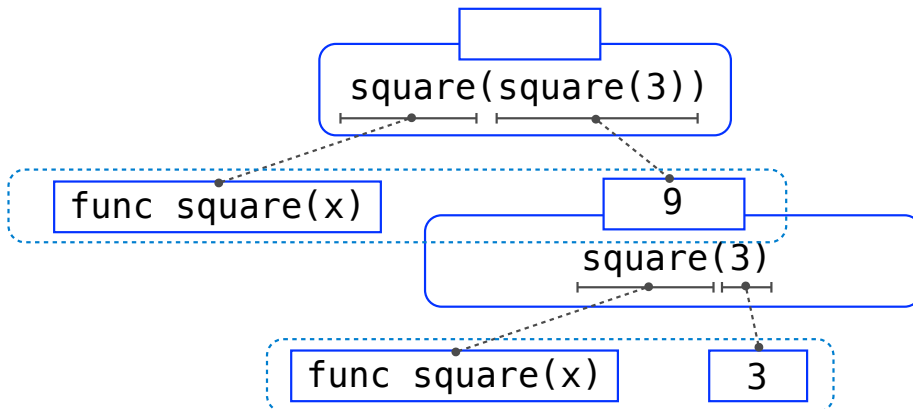 square(square(3))
func square(x) 9
square(3)
func square(x) 3